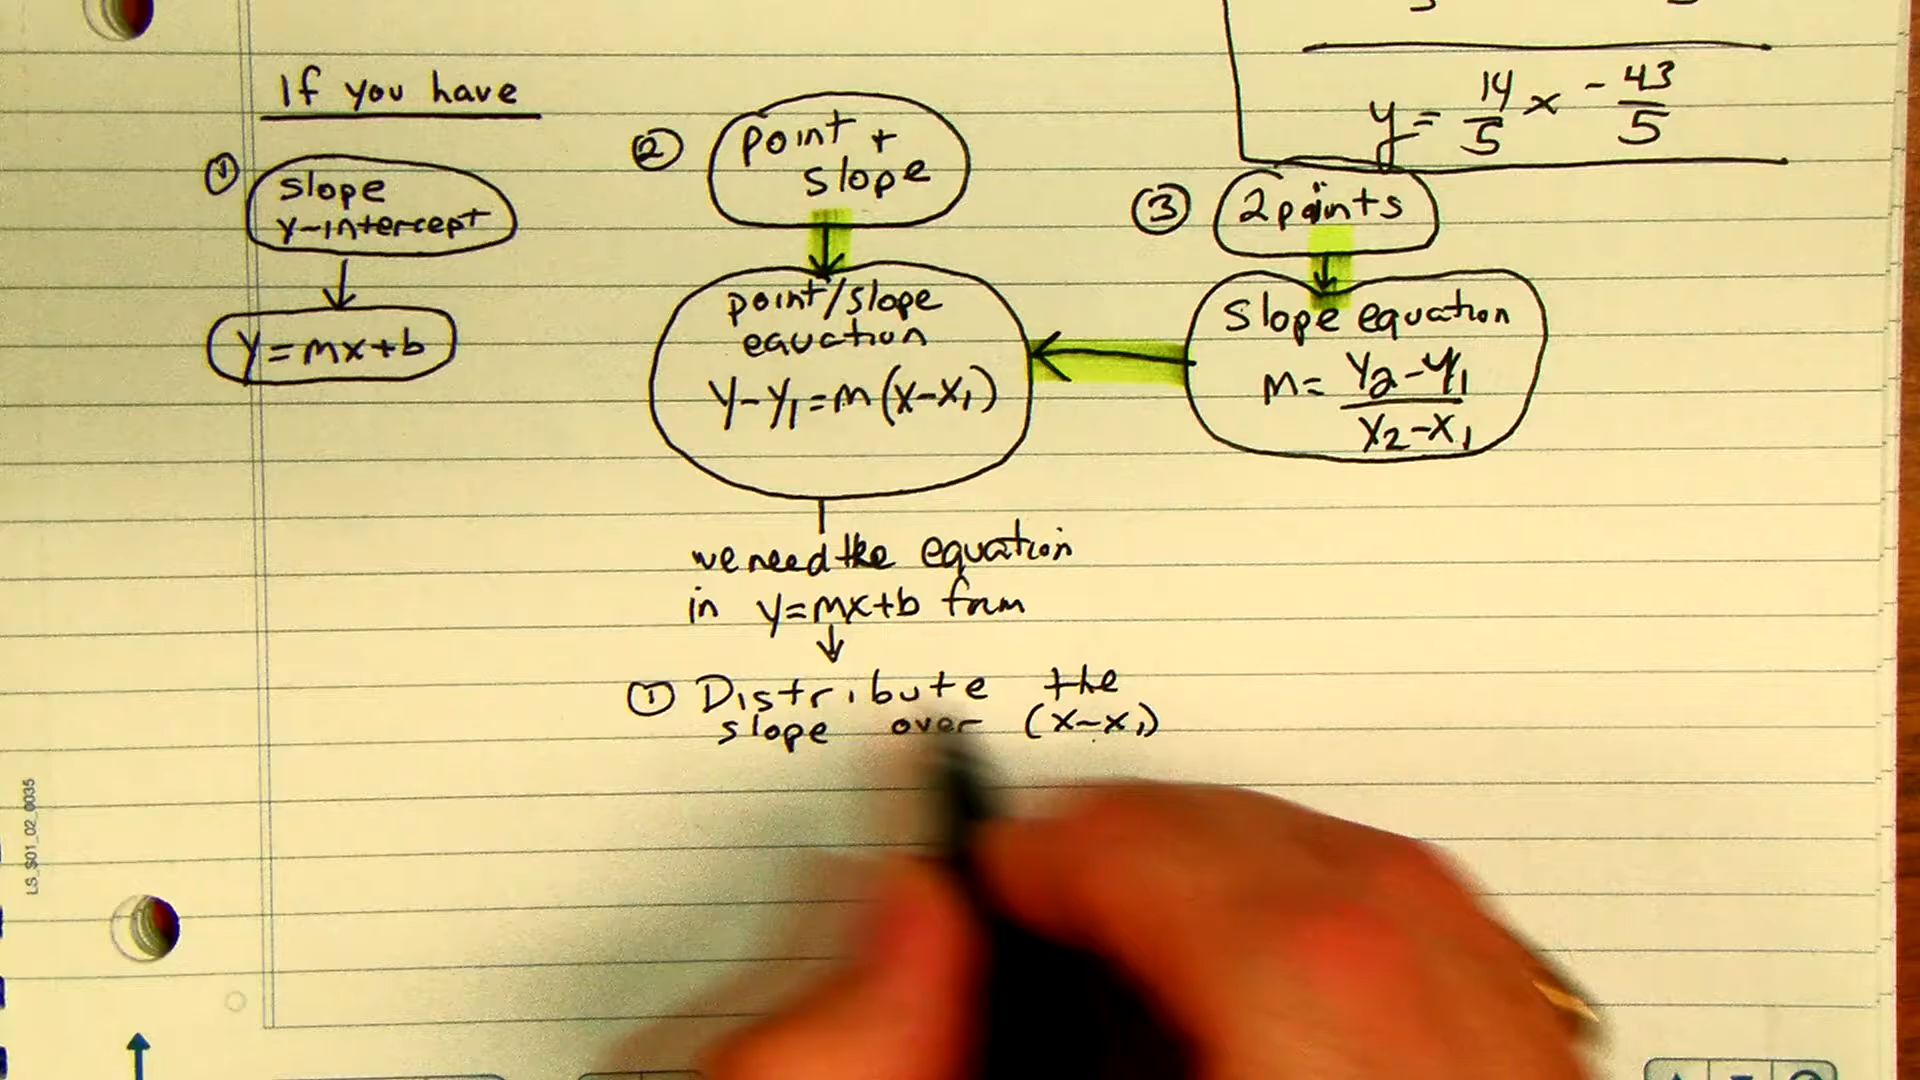 If you have
① slope
y-intercept
y=mx+b
② point +
slope
point/slope
equation
y-y₁=m(x-x₁)
③ 2 points
Slope equation
m= y₂-y₁
x₂-x₁
y= 14/5 x - 43/5
we need the equation
in y=mx+b form
① Distribute the
slope over (x-x₁)
LS_S01_02_0035